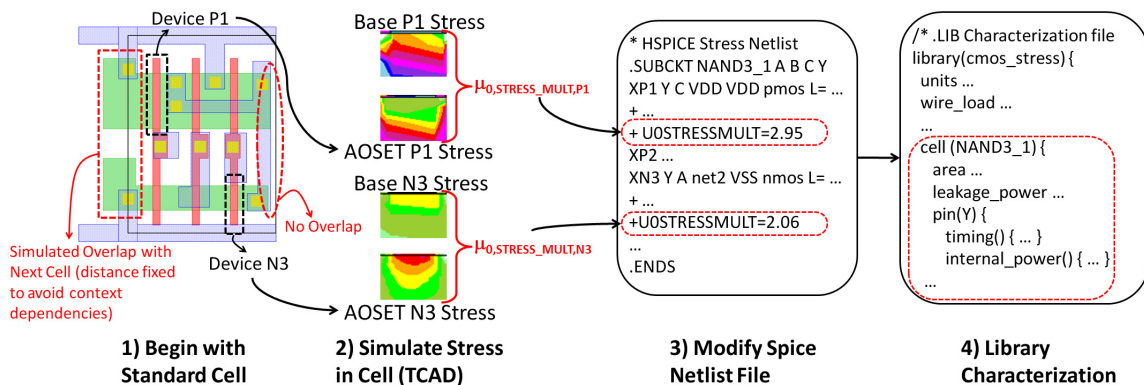 Device P1
No Overlap
Simulated Overlap with
Next Cell (distance fixed
to avoid context
dependencies)
Device N3
1) Begin with
Standard Cell
Base P1 Stress
μ0,STRESS_MULT,P1
AOSET P1 Stress
Base N3 Stress
μ0,STRESS_MULT,N3
AOSET N3 Stress
2) Simulate Stress
in Cell (TCAD)
* HSPICE Stress Netlist
.SUBCKT NAND3_1 A B C Y
XP1 Y C VDD VDD pmos L= ...
+ ...
+ U0STRESSMULT=2.95
XP2 ...
XN3 Y A net2 VSS nmos L= ...
+ ...
+U0STRESSMULT=2.06
...
.ENDS
3) Modify Spice
Netlist File
/* .LIB Characterization file
library(cmos_stress) {
units ...
wire_load ...
...
cell (NAND3_1) {
area ...
leakage_power ...
pin(Y) {
timing() { ... }
internal_power() { ... }
...
4) Library
Characterization